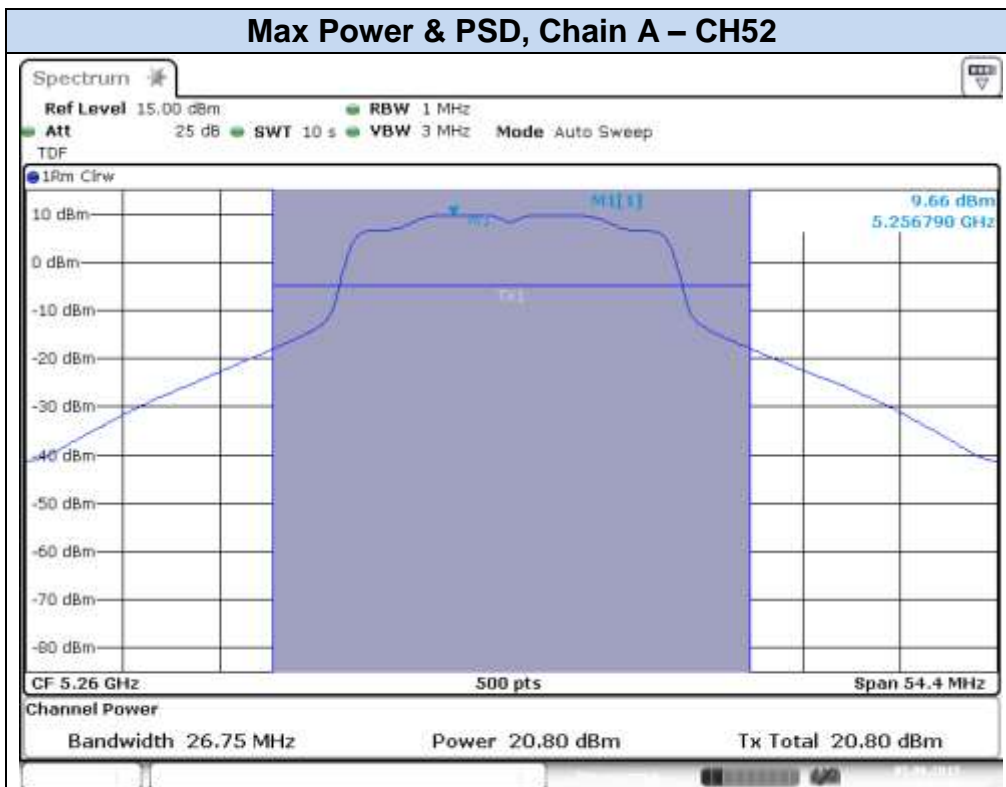 Max Power & PSD, Chain A – CH52
Spectrum
Ref Level 15.00 dBm RBW 1 MHz
Att 25 dB SWT 10 s VBW 3 MHz Mode Auto Sweep
TDF
1Rm Clrw
M1[1] 9.66 dBm
5.256790 GHz
10 dBm
M1
0 dBm
Tx1
-10 dBm
-20 dBm
-30 dBm
-40 dBm
-50 dBm
-60 dBm
-70 dBm
-80 dBm
CF 5.26 GHz 500 pts Span 54.4 MHz
Channel Power
Bandwidth 26.75 MHz Power 20.80 dBm Tx Total 20.80 dBm